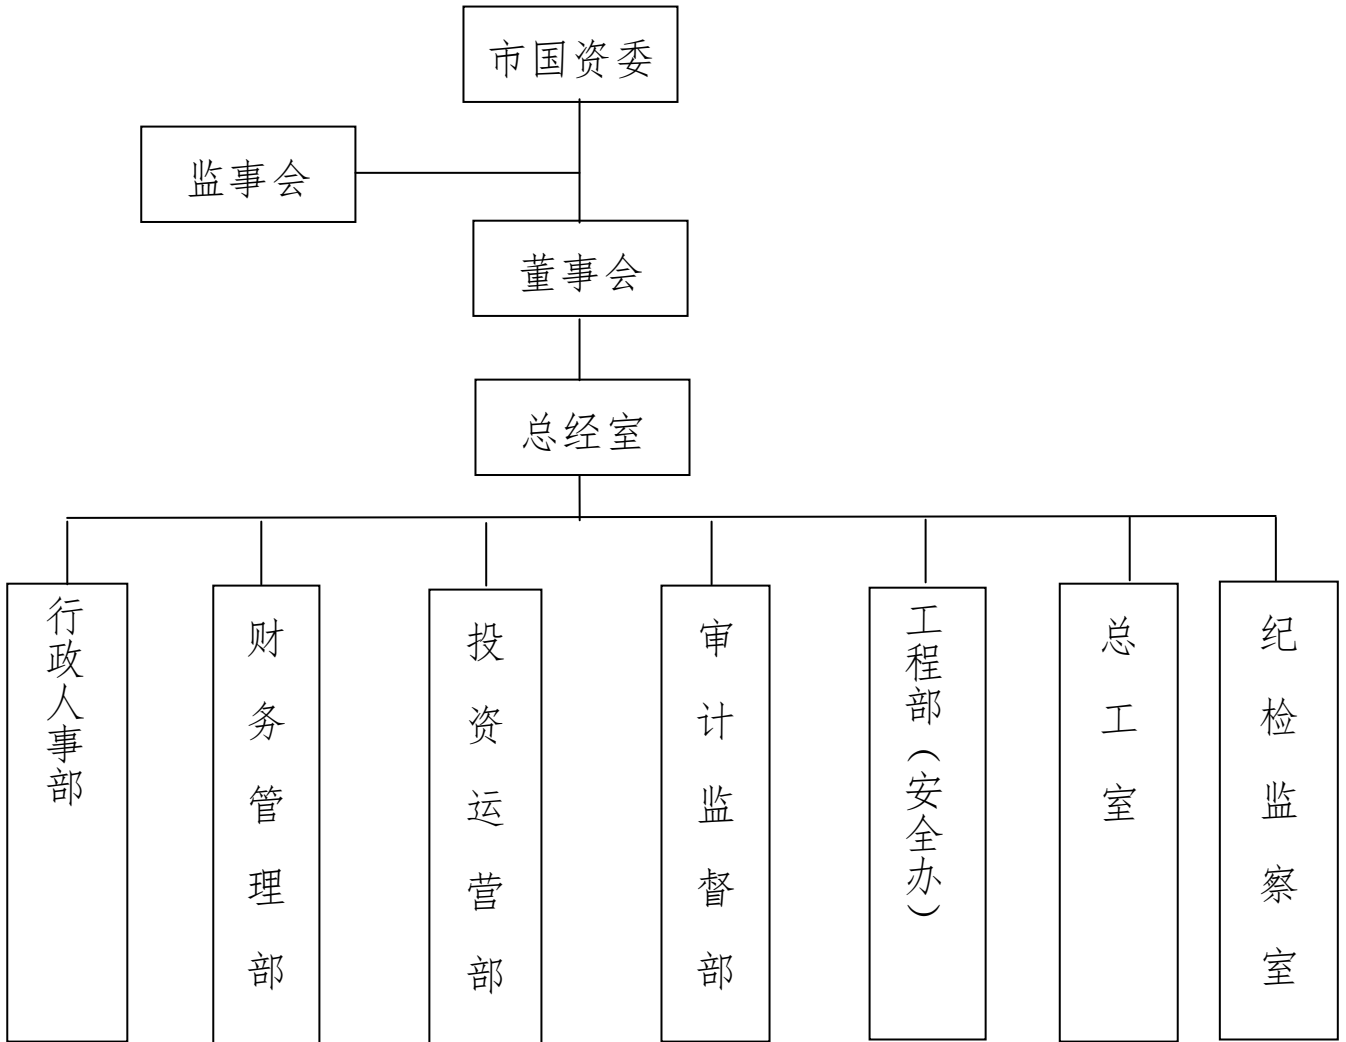 市国资委
监事会
董事会
总经室
行政人事部
财务管理部
投资运营部
审计监督部
工程部（安全办）
总工室
纪检监察室